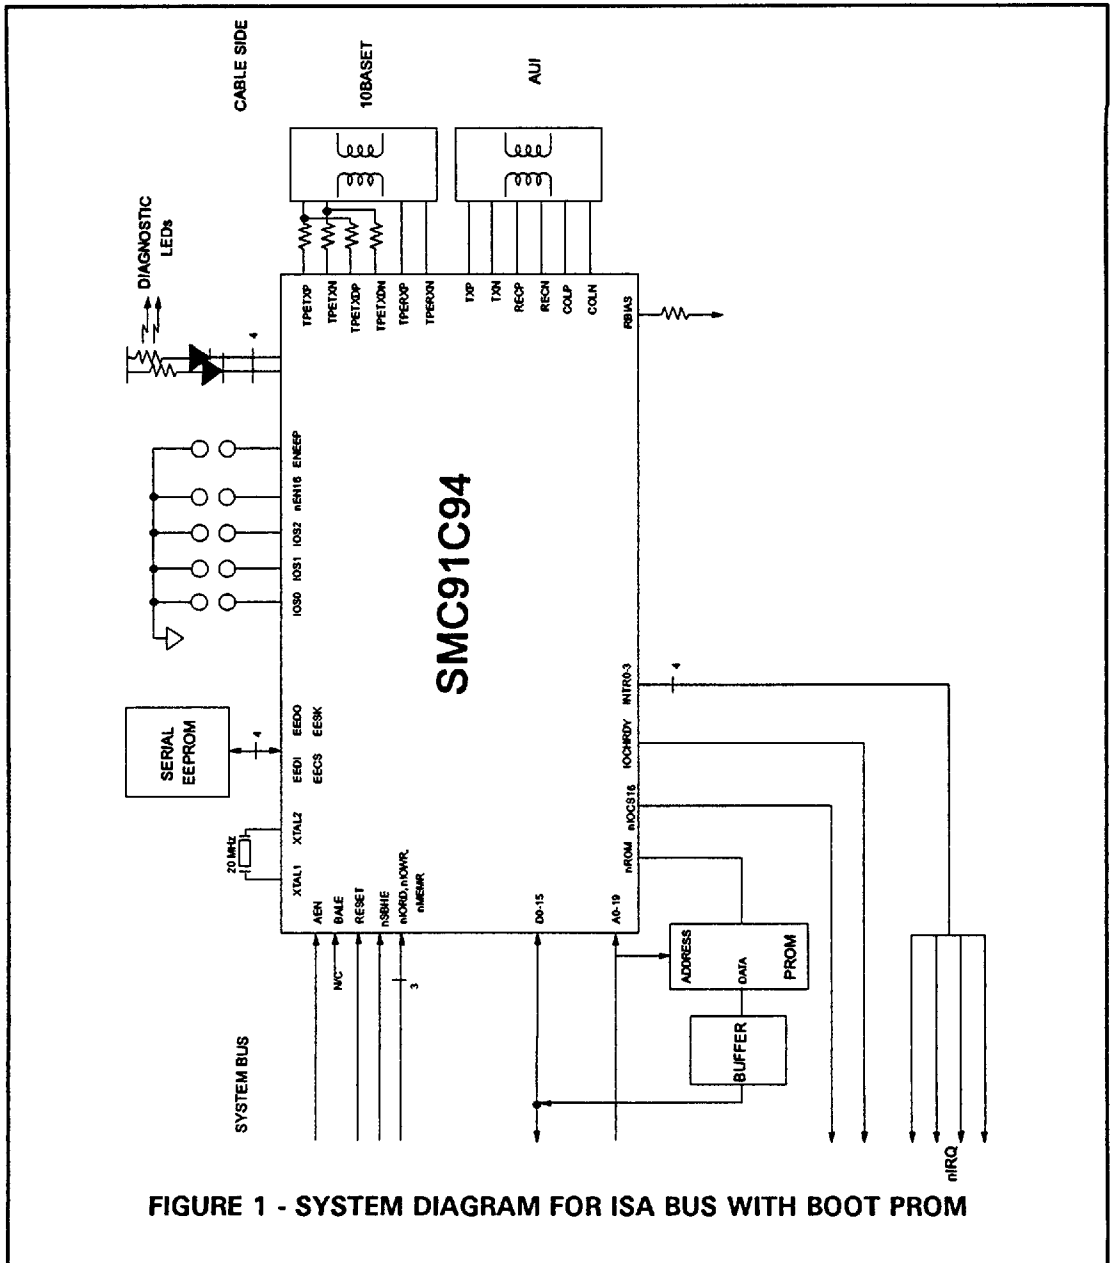 CABLE SIDE
10BASET
AUI
DIAGNOSTIC
LEDs
4
TPETXP
TPETXN
TPETXDP
TPETXDN
TPERXP
TPERXN
TXP
TXN
RECP
RECN
COLP
COLN
RBIAS
ENEEP
nEN16
IOS2
IOS1
IOS0
SMC91C94
SERIAL
EEPROM
4
EEDO
EESK
EEDI
EECS
20 MHz
XTAL2
XTAL1
INTR0-3
4
IOCHRDY
nIOCS16
nROM
AEN
BALE
RESET
nSBHE
nIORD, nIOWR,
nMEMR
D0-15
A0-19
N/C
3
ADDRESS
DATA
PROM
BUFFER
SYSTEM BUS
nIRQ
FIGURE 1 - SYSTEM DIAGRAM FOR ISA BUS WITH BOOT PROM